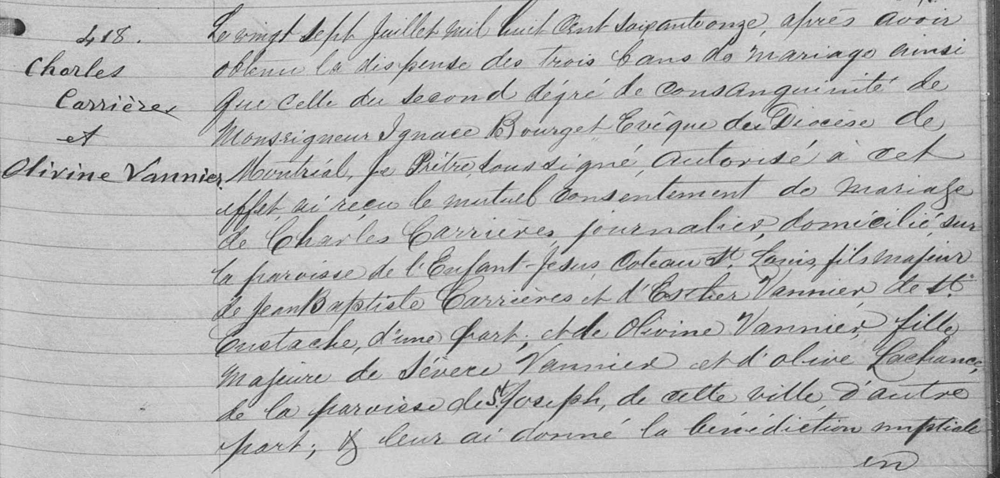 418.
Charles
Carrières
et
Olivine Vannier.
Le vingt sept Juillet mil huit cent soixante onze, après avoir
obtenu la dispense des trois bans de mariage ainsi
que celle du second dégré de consanguinité de
Monseigneur Ignace Bourget Evêque du Diocèse de
Montréal, Je Prêtre, soussigné, autorisé à cet
effet, ai reçu le mutuel consentement de mariage
de Charles Carrières, journalier, domicilié, sur
la paroisse de l'Enfant-Jesus, Coteau St. Louis, fils majeur
de Jean Baptiste Carrières et d'Esther Vannier, de St.
Eustache, d'une part; et de Olivine Vannier, fille
majeure de Sévère Vannier et d'olive Lachance,
de la paroisse de St. Joseph, de cette ville, d'autre
part; & leur ai donné la bénédiction nuptiale
en